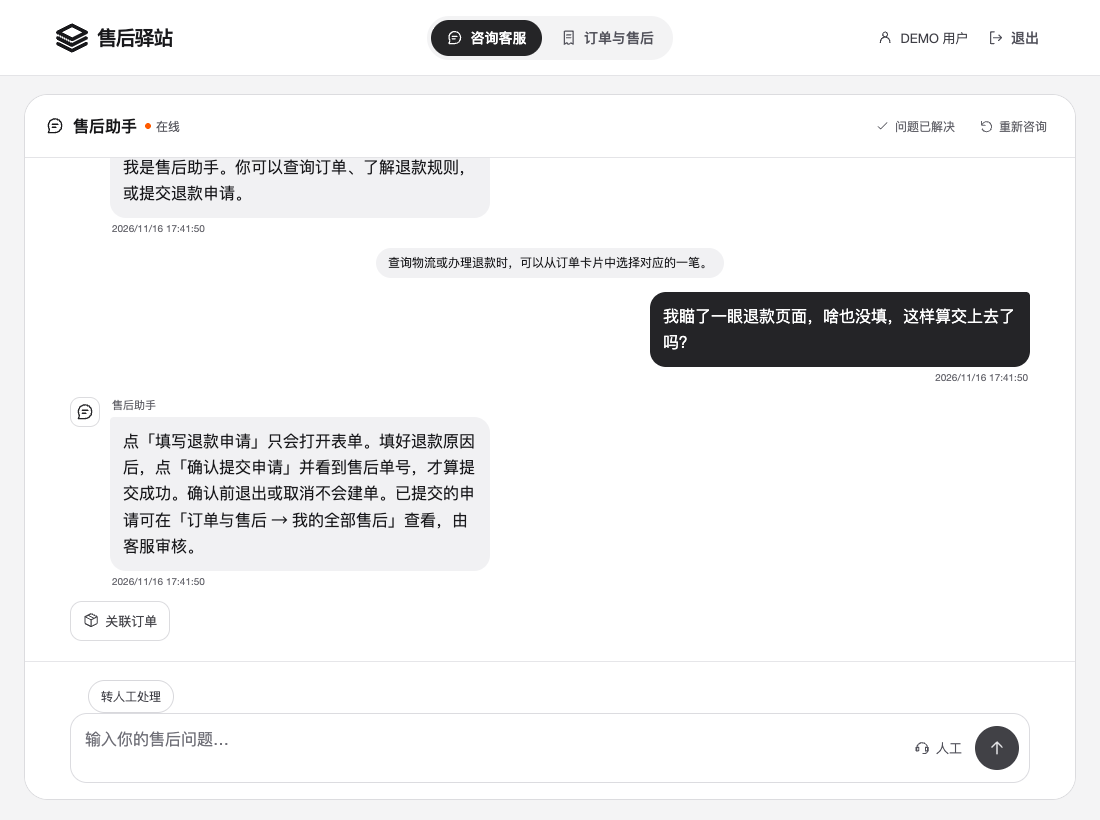 售后驿站
咨询客服
订单与售后
DEMO 用户
退出
售后助手
在线
问题已解决
重新咨询
我是售后助手。你可以查询订单、了解退款规则，
或提交退款申请。
2026/11/16 17:41:50
查询物流或办理退款时，可以从订单卡片中选择对应的一笔。
我瞄了一眼退款页面，啥也没填，这样算交上去了
吗？
2026/11/16 17:41:50
售后助手
点「填写退款申请」只会打开表单。填好退款原因
后，点「确认提交申请」并看到售后单号，才算提
交成功。确认前退出或取消不会建单。已提交的申
请可在「订单与售后 → 我的全部售后」查看，由
客服审核。
2026/11/16 17:41:50
关联订单
转人工处理
输入你的售后问题...
人工